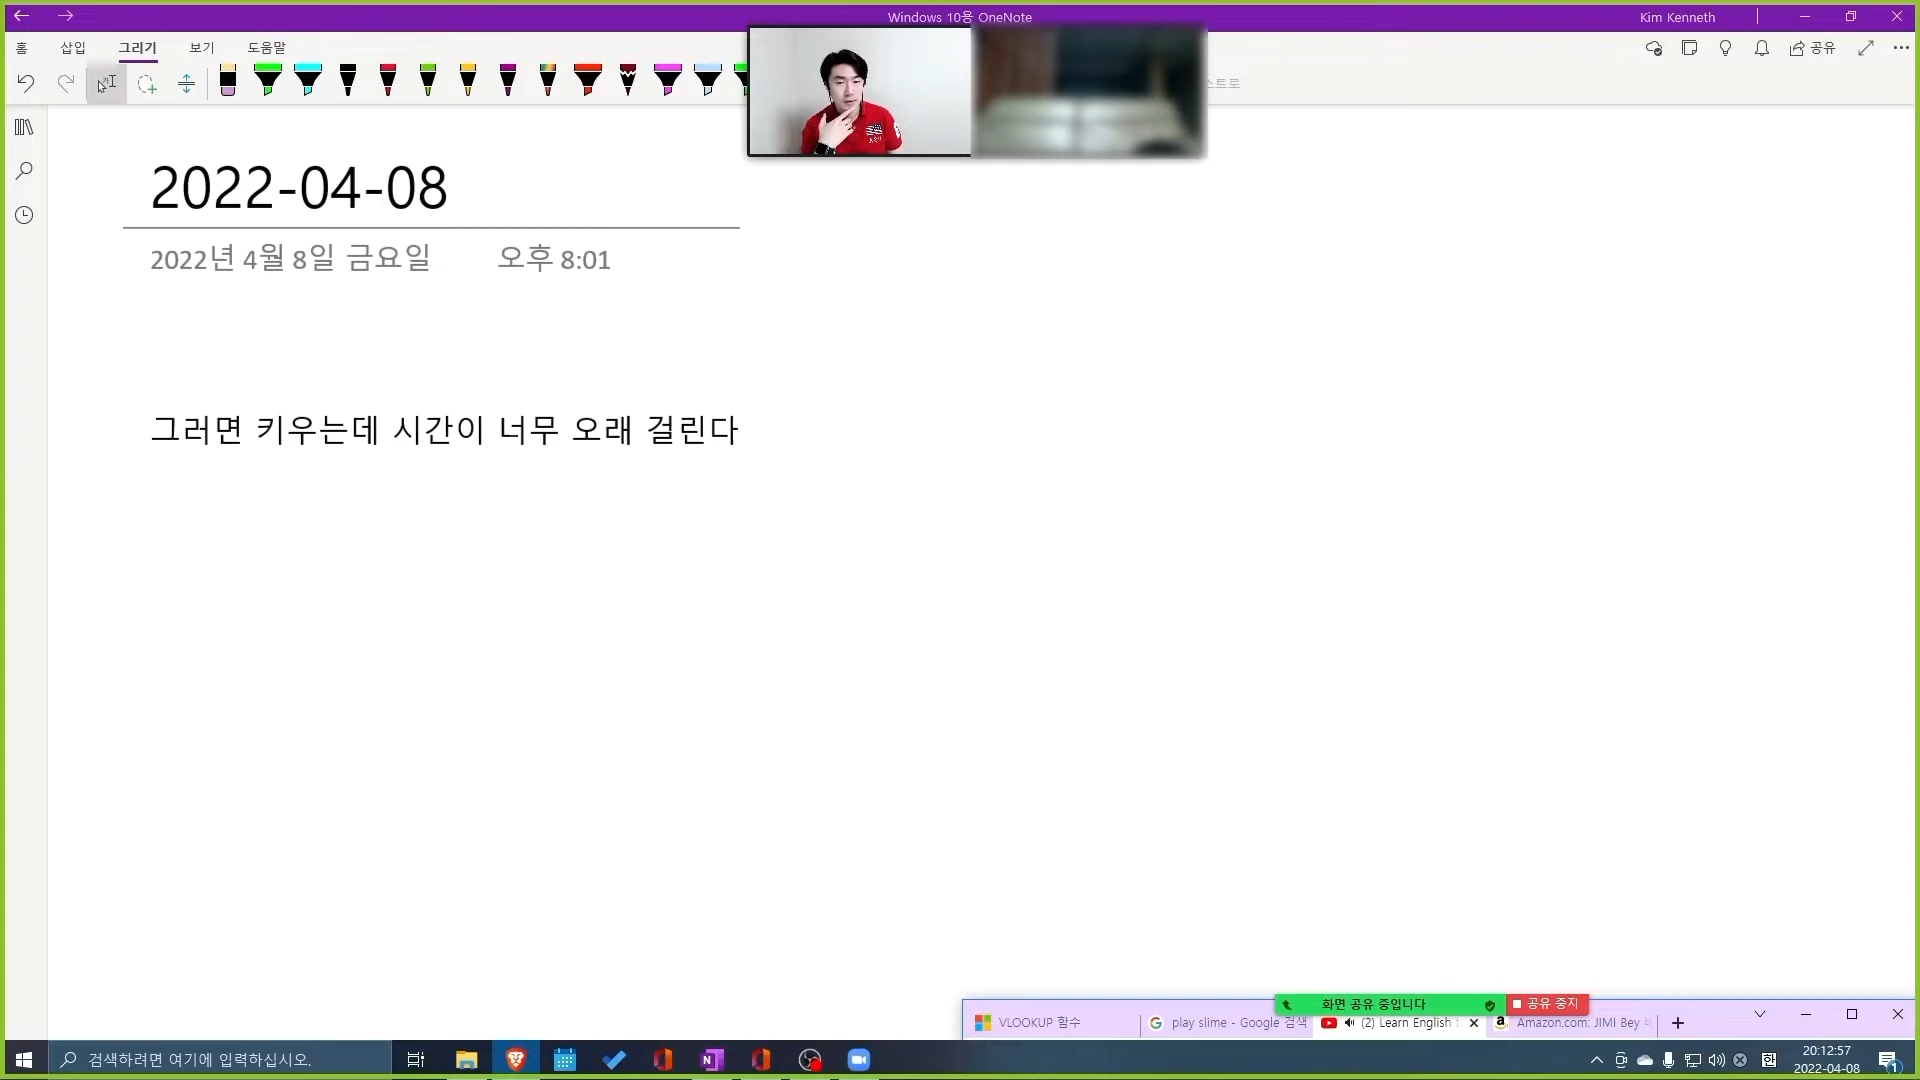 Windows 10용 OneNote
Kim Kenneth
홈 삽입 그리기 보기 도움말
공유
스트로
2022-04-08
2022년 4월 8일 금요일 오후 8:01
그러면 키우는데 시간이 너무 오래 걸린다
화면 공유 중입니다 공유 중지
VLOOKUP 함수
play slime - Google 검색
(2) Learn English
Amazon.com: JIMI Bey
검색하려면 여기에 입력하십시오.
한
20:12:57
2022-04-08
1